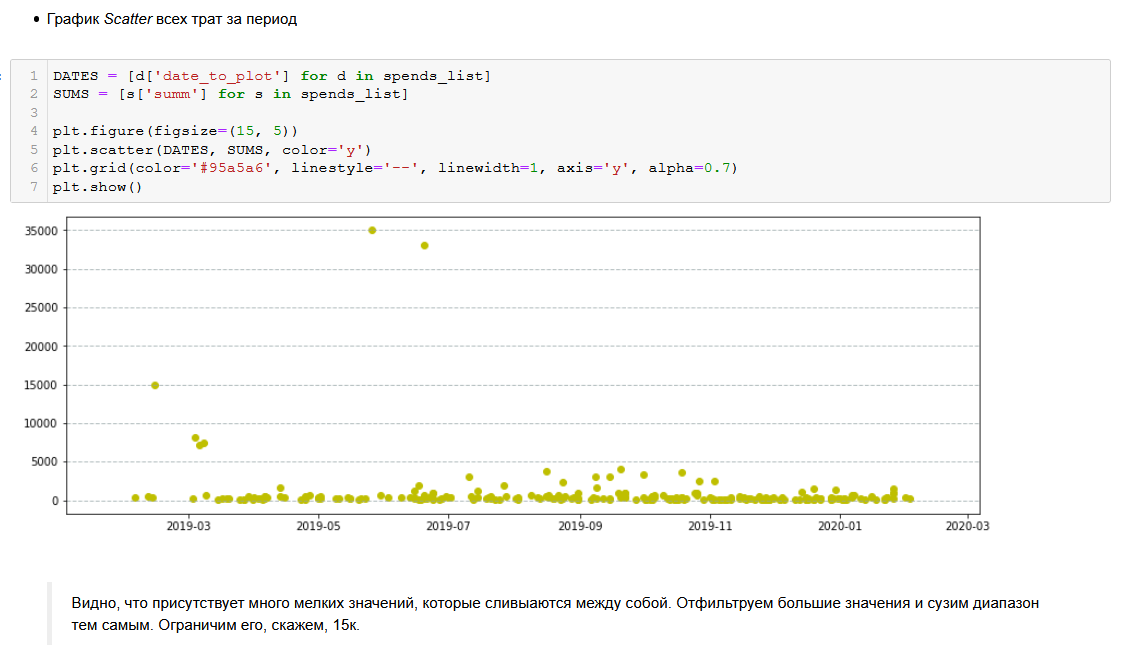 • График Scatter всех трат за период
1 DATES = [d['date_to_plot'] for d in spends_list]
2 SUMS = [s['summ'] for s in spends_list]
3
4 plt.figure(figsize=(15, 5))
5 plt.scatter(DATES, SUMS, color='y')
6 plt.grid(color='#95a5a6', linestyle='--', linewidth=1, axis='y', alpha=0.7)
7 plt.show()
35000
30000
25000
20000
15000
10000
5000
0
2019-03 2019-05 2019-07 2019-09 2019-11 2020-01 2020-03
Видно, что присутствует много мелких значений, которые сливыаются между собой. Отфильтруем большие значения и сузим диапазон
тем самым. Ограничим его, скажем, 15к.